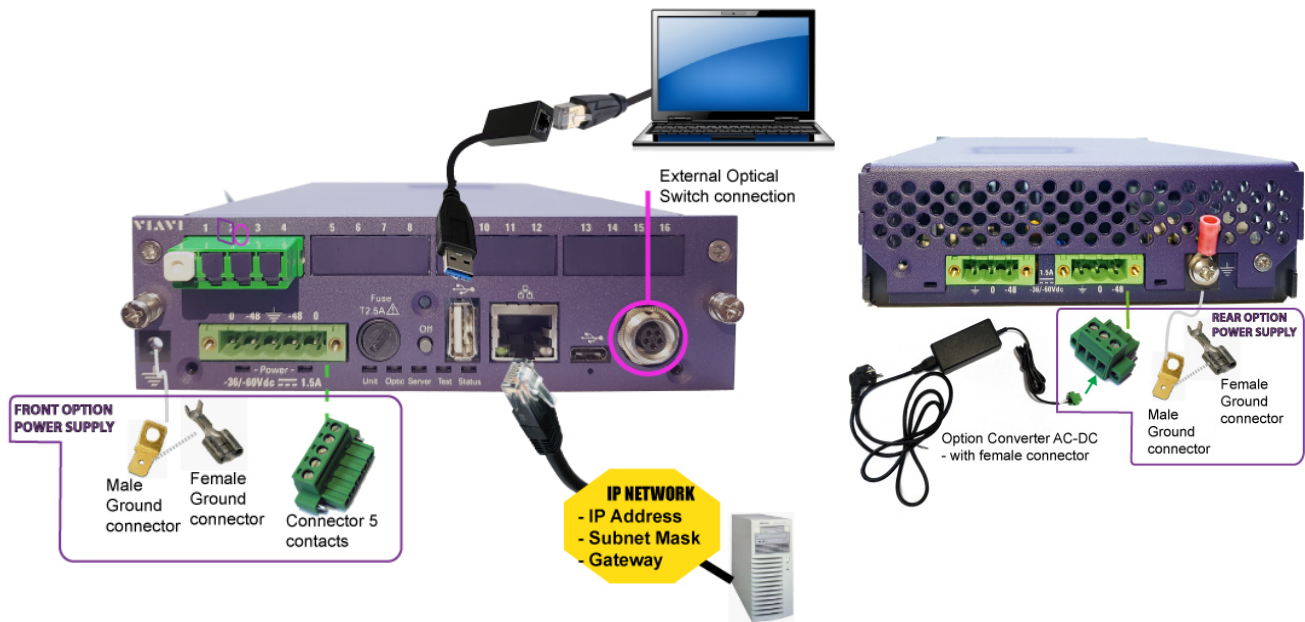 External Optical
Switch connection
VIAVI
1 2 3 4 5 6 7 8 10 11 12 13 14 15 16
Fuse
T2.5A
Off
0 -48 -48 0
- Power -
-36/-60Vdc 1.5A
Unit Optic Server Test Status
FRONT OPTION
POWER SUPPLY
Male
Ground
connector
Female
Ground
connector
Connector 5
contacts
IP NETWORK
- IP Address
- Subnet Mask
- Gateway
1.5A
0 -48 -36/-60Vdc 0 -48
REAR OPTION
POWER SUPPLY
Female
Ground
connector
Male
Ground
connector
Option Converter AC-DC
- with female connector